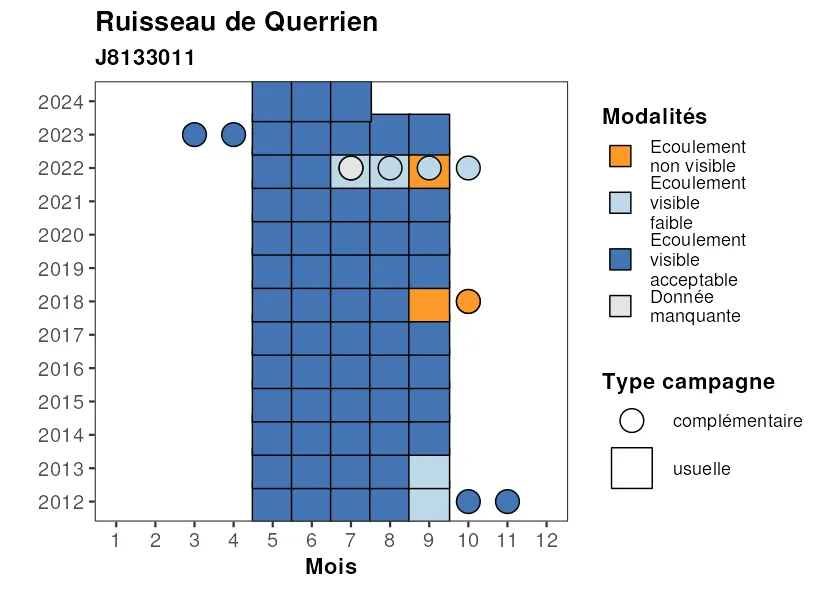 Ruisseau de Querrien
J8133011
2024
2023
2022
2021
2020
2019
2018
2017
2016
2015
2014
2013
2012
1 2 3 4 5 6 7 8 9 10 11 12
Mois
Modalités
Ecoulement
non visible
Ecoulement
visible
faible
Ecoulement
visible
acceptable
Donnée
manquante
Type campagne
complémentaire
usuelle